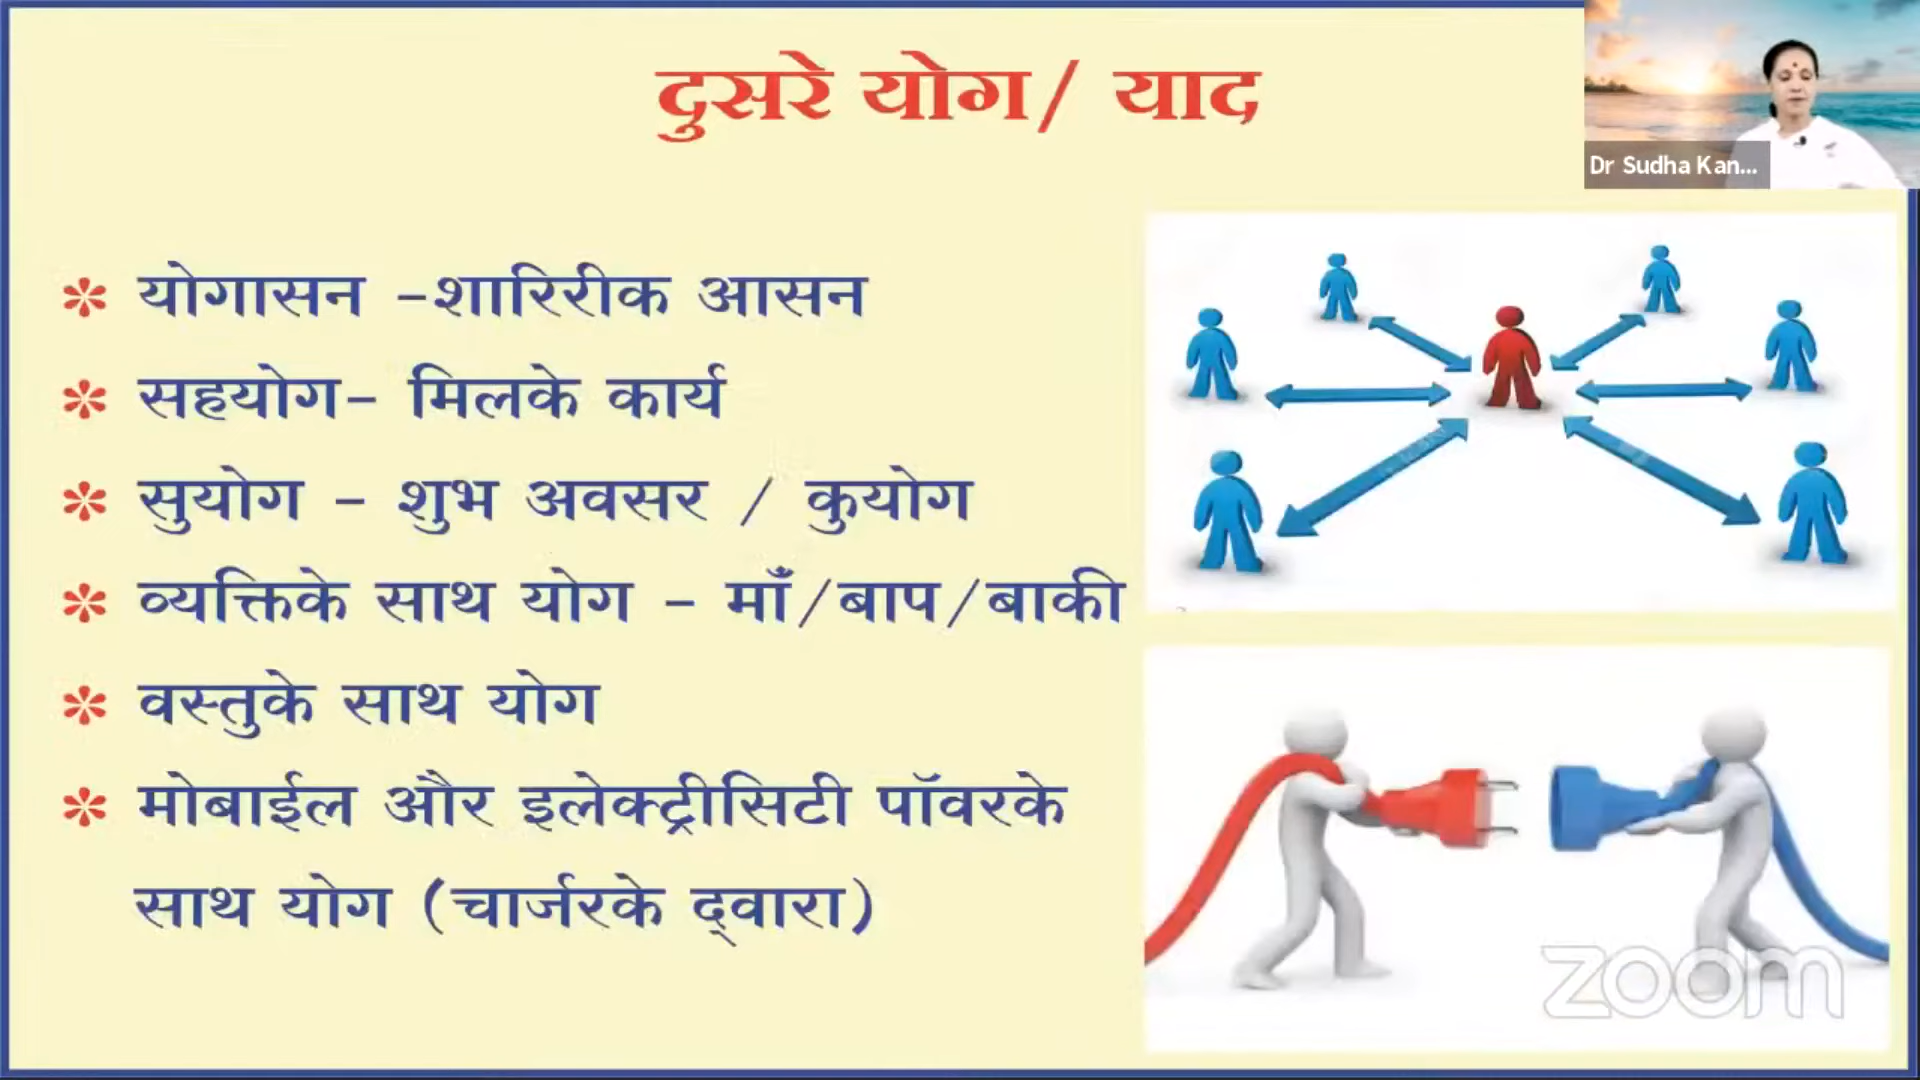 दुसरे योग/ याद
Dr Sudha Kan...
* योगासन -शारिरीक आसन
* सहयोग- मिलके कार्य
* सुयोग - शुभ अवसर / कुयोग
* व्यक्तिके साथ योग - माँ/बाप/बाकी
* वस्तुके साथ योग
* मोबाईल और इलेक्ट्रीसिटी पॉवरके
साथ योग (चार्जरके द्‌वारा)
zoom